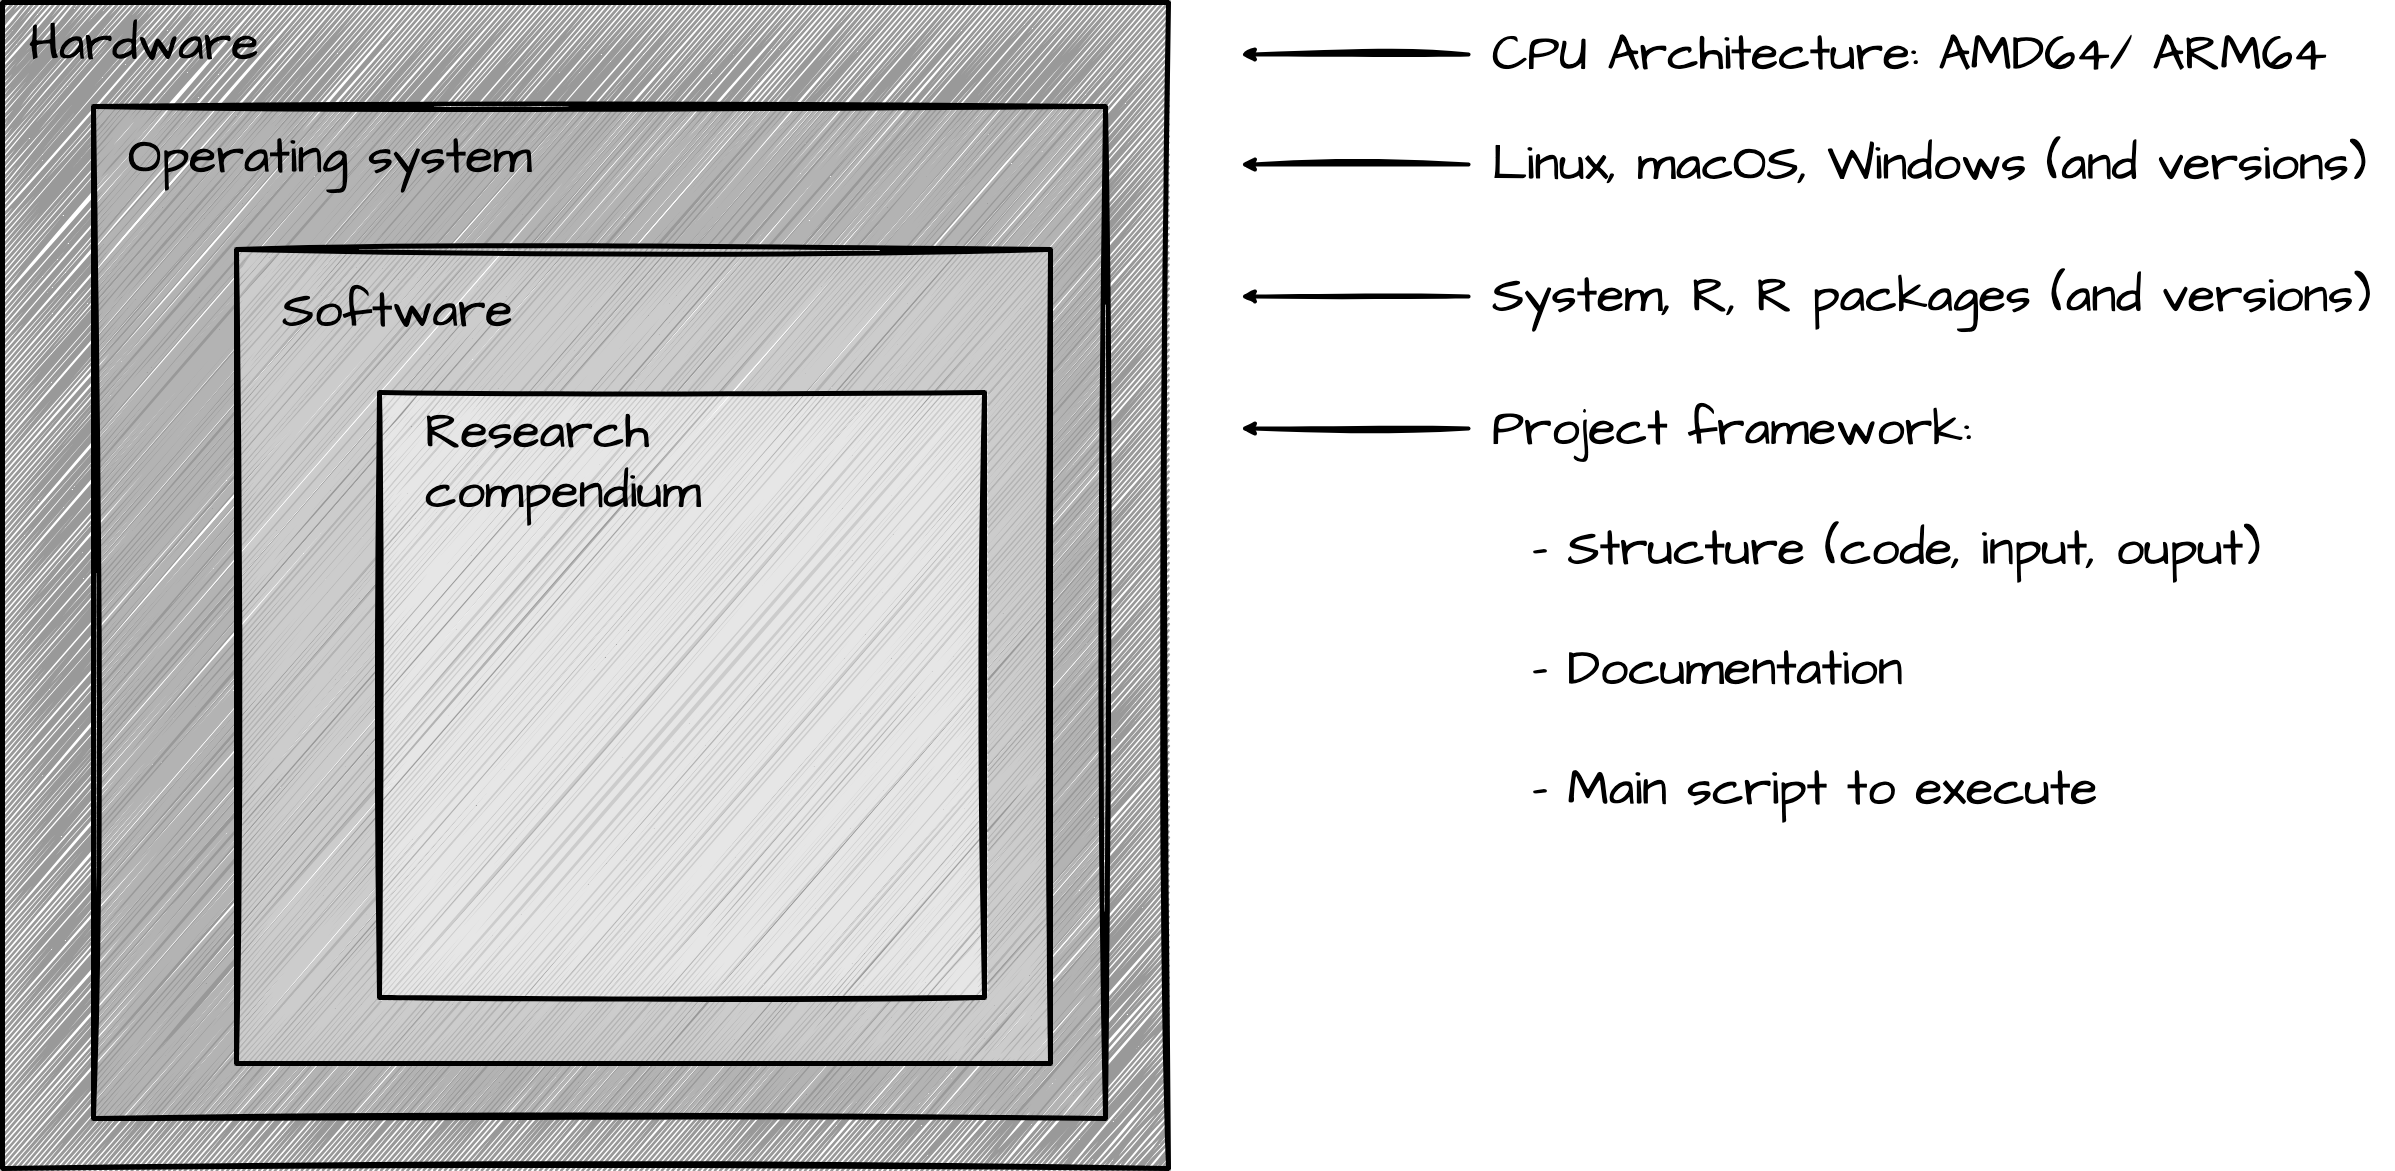 Hardware
CPU Architecture: AMD64/ ARM64
Operating system
Linux, macOS, Windows (and versions)
Software
System, R, R packages (and versions)
Research
compendium
Project framework:
- Structure (code, input, ouput)
- Documentation
- Main script to execute